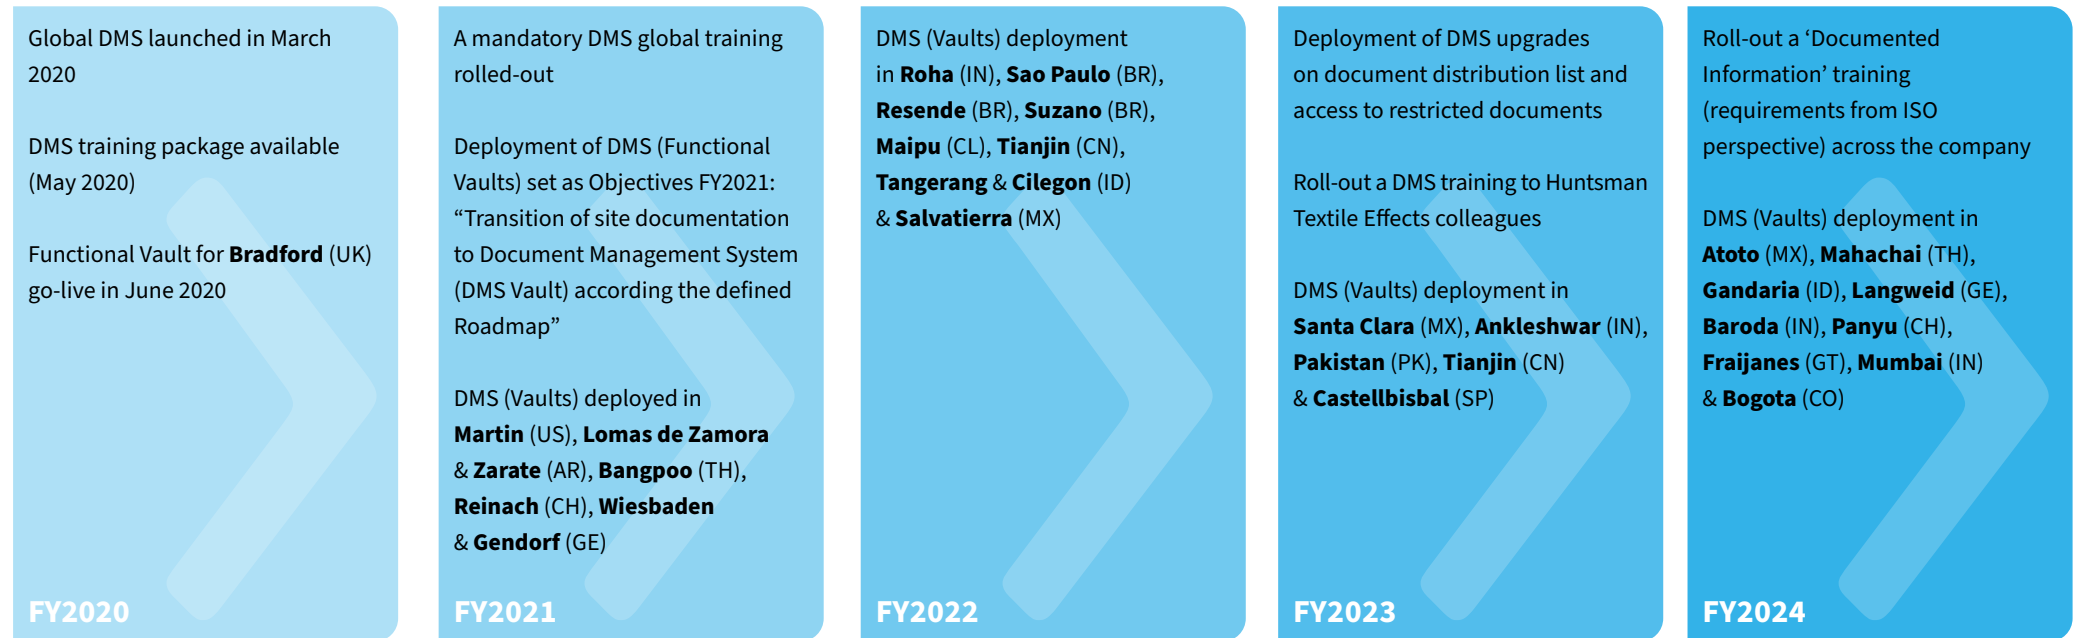 Global DMS launched in March
2020
DMS training package available
(May 2020)
Functional Vault for Bradford (UK)
go-live in June 2020
FY2020
A mandatory DMS global training
rolled-out
Deployment of DMS (Functional
Vaults) set as Objectives FY2021:
“Transition of site documentation
to Document Management System
(DMS Vault) according the defined
Roadmap”
DMS (Vaults) deployed in
Martin (US), Lomas de Zamora
& Zarate (AR), Bangpoo (TH),
Reinach (CH), Wiesbaden
& Gendorf (GE)
FY2021
DMS (Vaults) deployment
in Roha (IN), Sao Paulo (BR),
Resende (BR), Suzano (BR),
Maipu (CL), Tianjin (CN),
Tangerang & Cilegon (ID)
& Salvatierra (MX)
FY2022
Deployment of DMS upgrades
on document distribution list and
access to restricted documents
Roll-out a DMS training to Huntsman
Textile Effects colleagues
DMS (Vaults) deployment in
Santa Clara (MX), Ankleshwar (IN),
Pakistan (PK), Tianjin (CN)
& Castellbisbal (SP)
FY2023
Roll-out a ‘Documented
Information’ training
(requirements from ISO
perspective) across the company
DMS (Vaults) deployment in
Atoto (MX), Mahachai (TH),
Gandaria (ID), Langweid (GE),
Baroda (IN), Panyu (CH),
Fraijanes (GT), Mumbai (IN)
& Bogota (CO)
FY2024